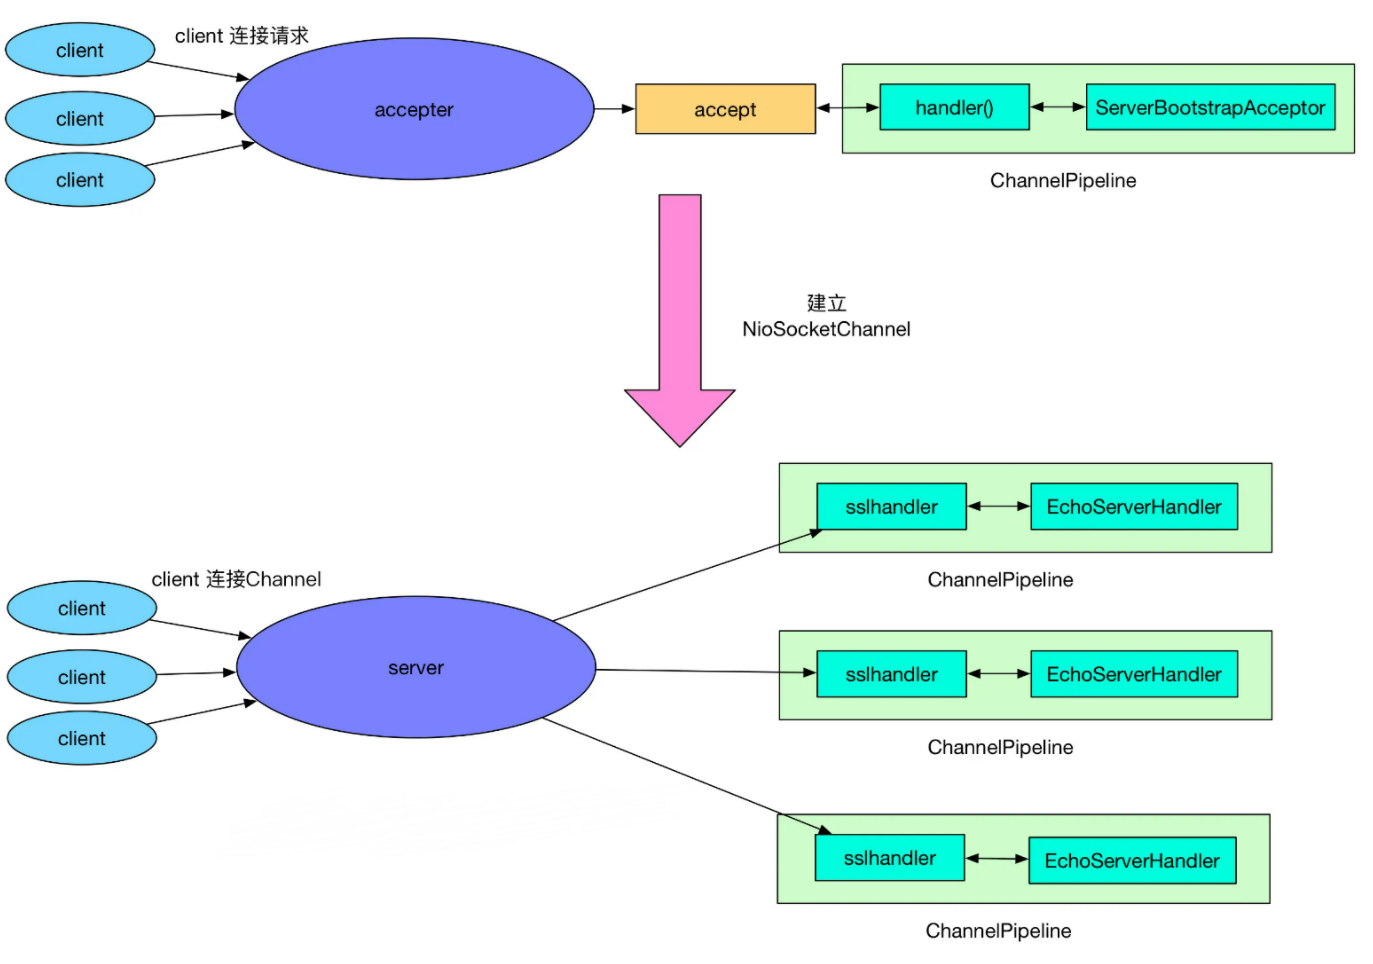 client 连接请求
client
client
client
accepter
accept
handler()
ServerBootstrapAcceptor
ChannelPipeline
建立
NioSocketChannel
client 连接Channel
client
client
client
server
sslhandler
EchoServerHandler
ChannelPipeline
sslhandler
EchoServerHandler
ChannelPipeline
sslhandler
EchoServerHandler
ChannelPipeline